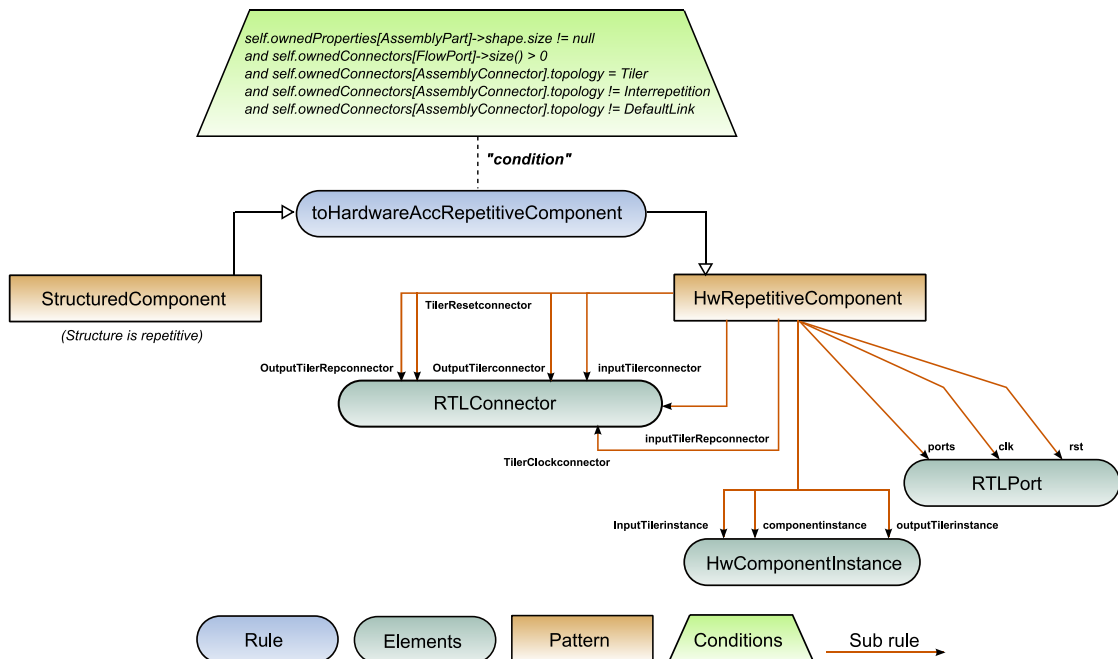 self.ownedProperties[AssemblyPart]->shape.size != null
and self.ownedConnectors[FlowPort]->size() > 0
and self.ownedConnectors[AssemblyConnector].topology = Tiler
and self.ownedConnectors[AssemblyConnector].topology != Interrepetition
and self.ownedConnectors[AssemblyConnector].topology != DefaultLink
"condition"
toHardwareAccRepetitiveComponent
StructuredComponent
(Structure is repetitive)
HwRepetitiveComponent
TilerResetconnector
OutputTilerRepconnector
OutputTilerconnector
inputTilerconnector
RTLConnector
inputTilerRepconnector
TilerClockconnector
ports
clk
rst
RTLPort
InputTilerinstance
componentinstance
outputTilerinstance
HwComponentInstance
Rule
Elements
Pattern
Conditions
Sub rule